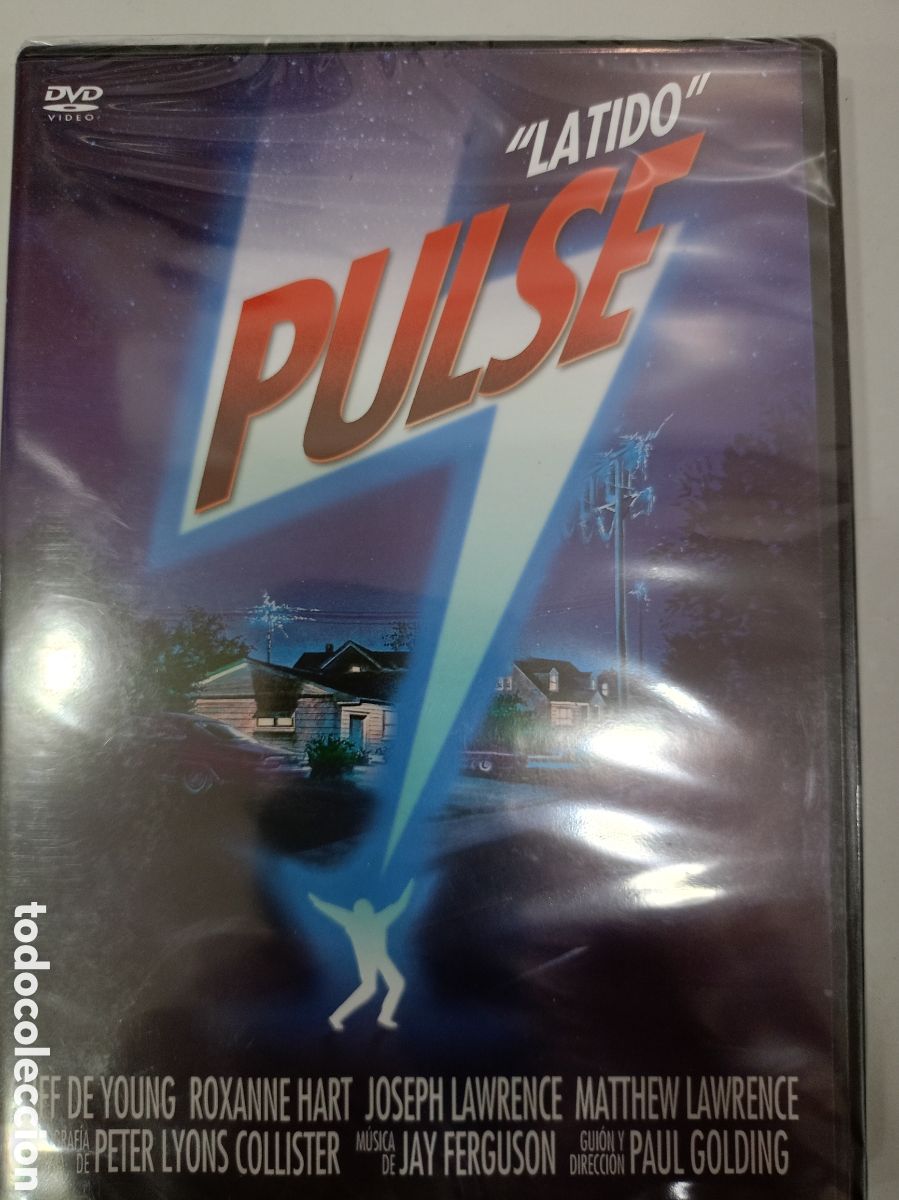 DVD
VIDEO
"LATIDO"
PULSE
DE YOUNG ROXANNE HART JOSEPH LAWRENCE MATTHEW LAWRENCE
DE PETER LYONS COLLISTER MÚSICA DE JAY FERGUSON GUIÓN Y DIRECCIÓN PAUL GOLDING
todocoleccion